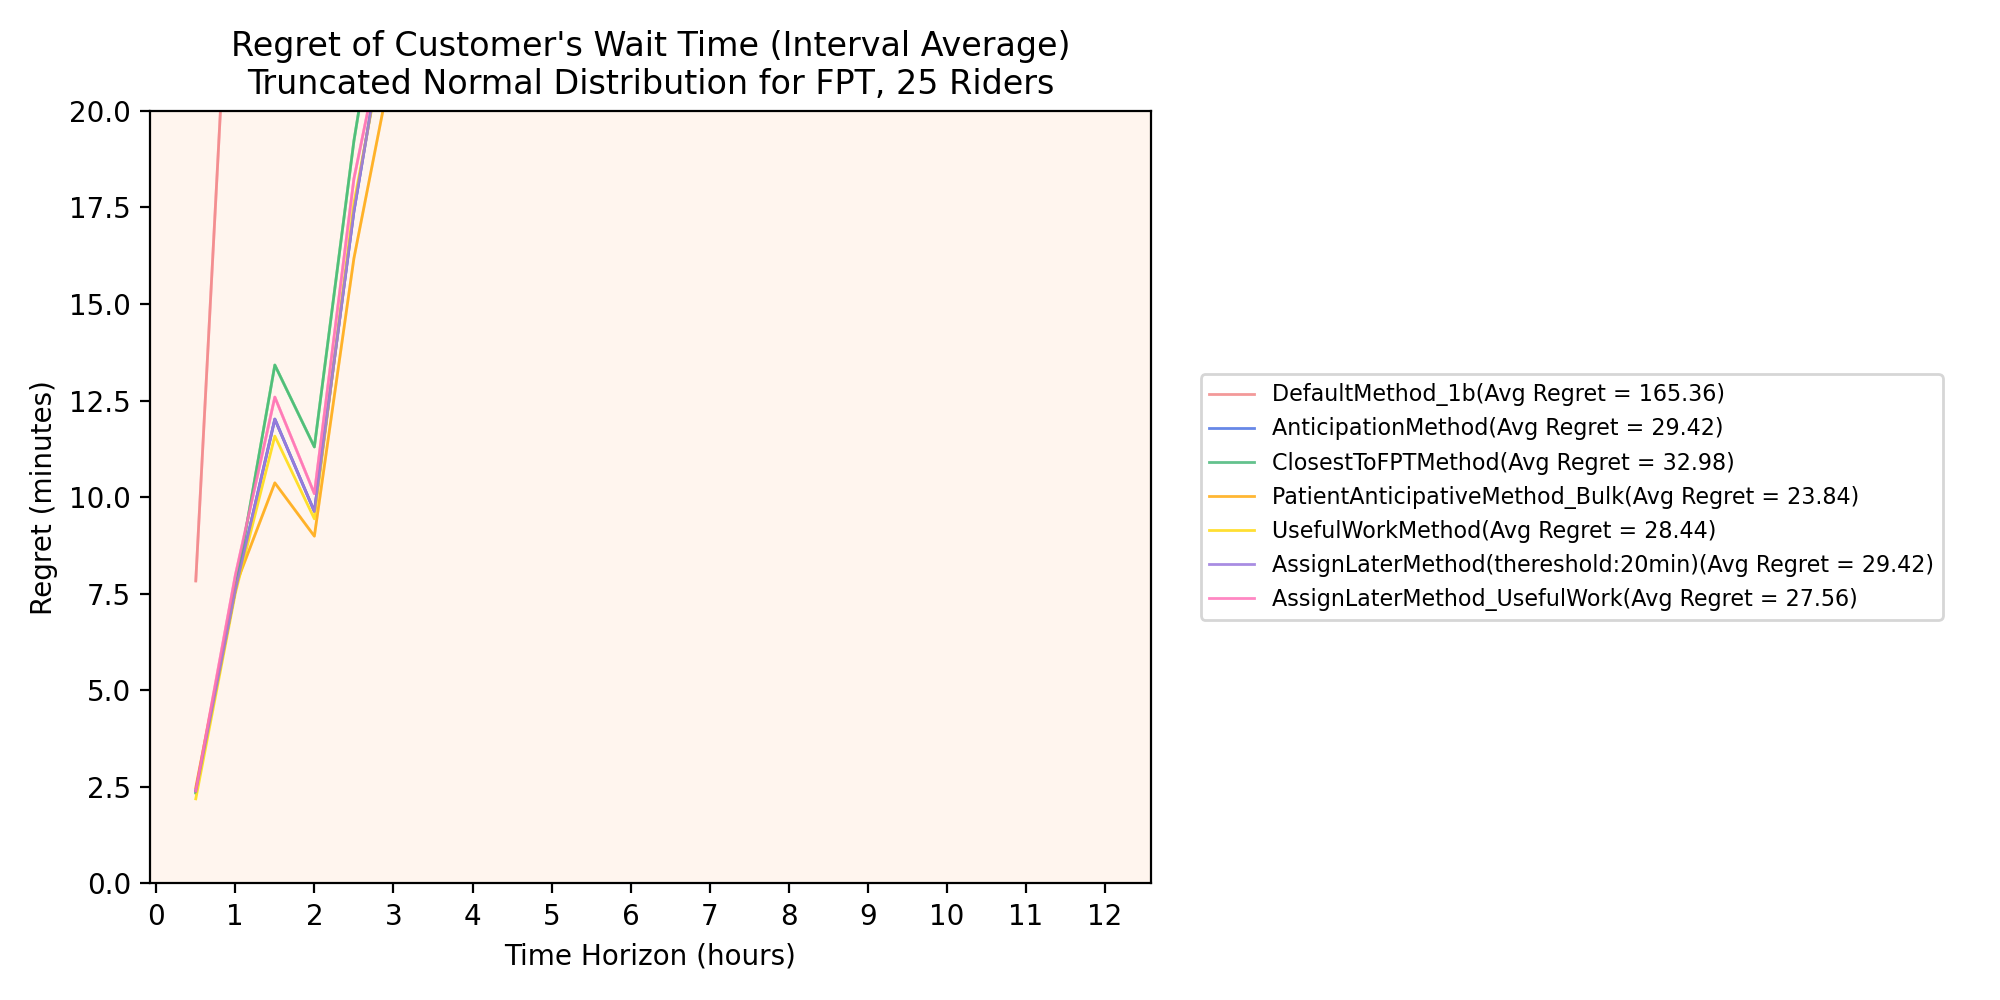 Regret of Customer's Wait Time (Interval Average)
Truncated Normal Distribution for FPT, 25 Riders
20.0
17.5
15.0
12.5
10.0
7.5
5.0
2.5
0.0
Regret (minutes)
0 1 2 3 4 5 6 7 8 9 10 11 12
Time Horizon (hours)
DefaultMethod_1b(Avg Regret = 165.36)
AnticipationMethod(Avg Regret = 29.42)
ClosestToFPTMethod(Avg Regret = 32.98)
PatientAnticipativeMethod_Bulk(Avg Regret = 23.84)
UsefulWorkMethod(Avg Regret = 28.44)
AssignLaterMethod(thereshold:20min)(Avg Regret = 29.42)
AssignLaterMethod_UsefulWork(Avg Regret = 27.56)